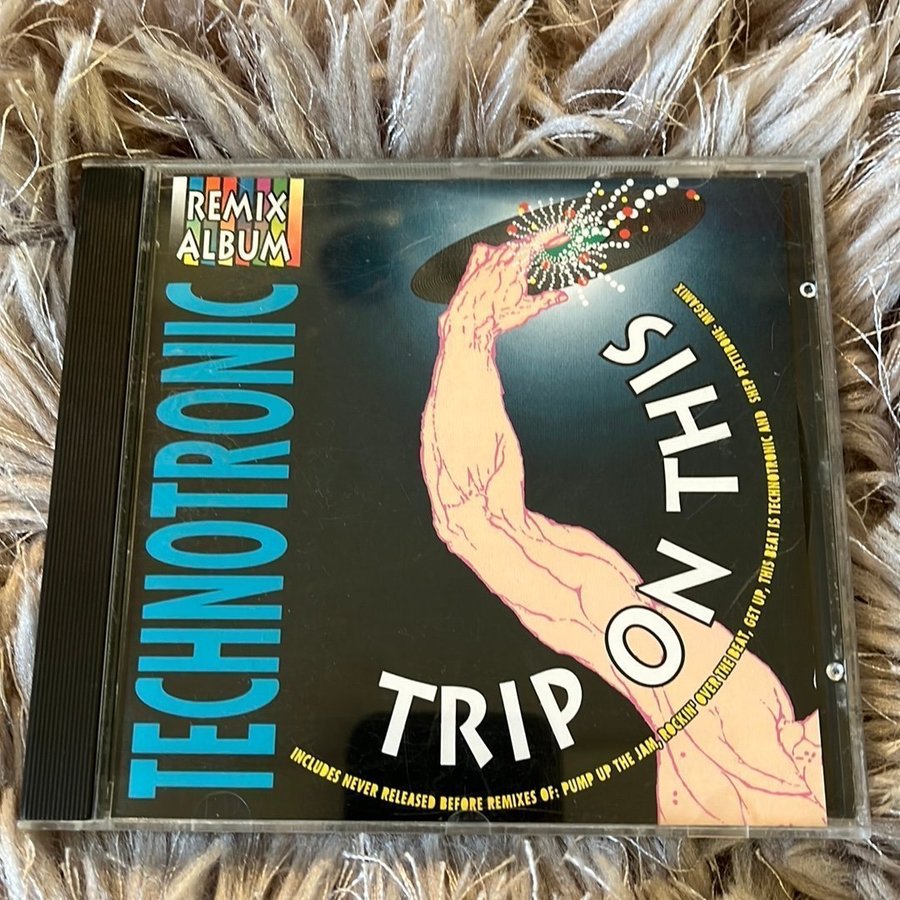 REMIX
ALBUM
TECHNOTRONIC
TRIP ON THIS
INCLUDES NEVER RELEASED BEFORE REMIXES OF: PUMP UP THE JAM, ROCKIN' OVER THE BEAT, GET UP, THIS BEAT IS TECHNOTRONIC AND SHEP PETTIBONE MEGAMIX